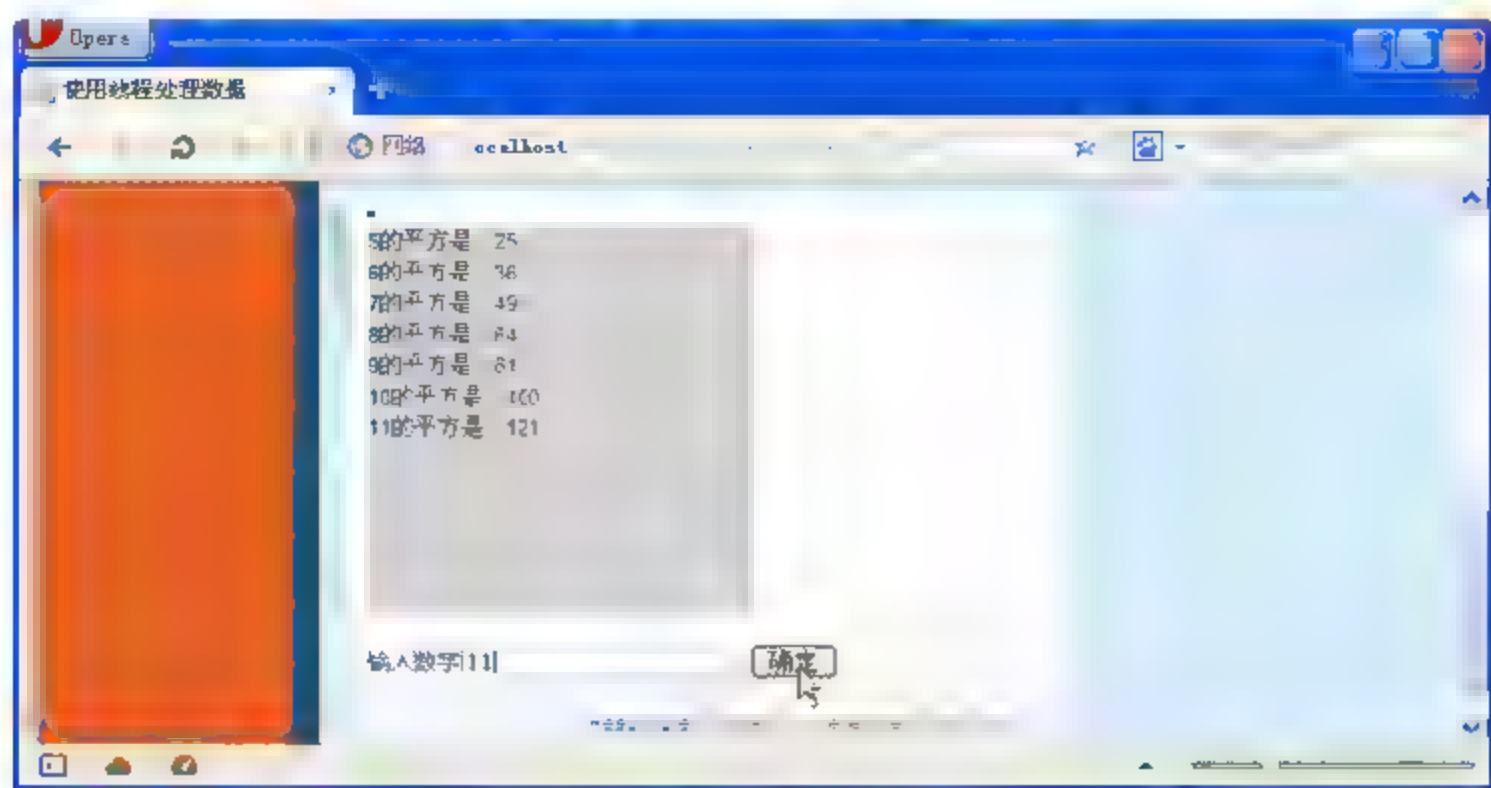 Opera
使用线程处理数据
网络 localhost
5的平方是 25
6的平方是 36
7的平方是 49
8的平方是 64
9的平方是 81
10的平方是 100
11的平方是 121
输入数字 11
确定